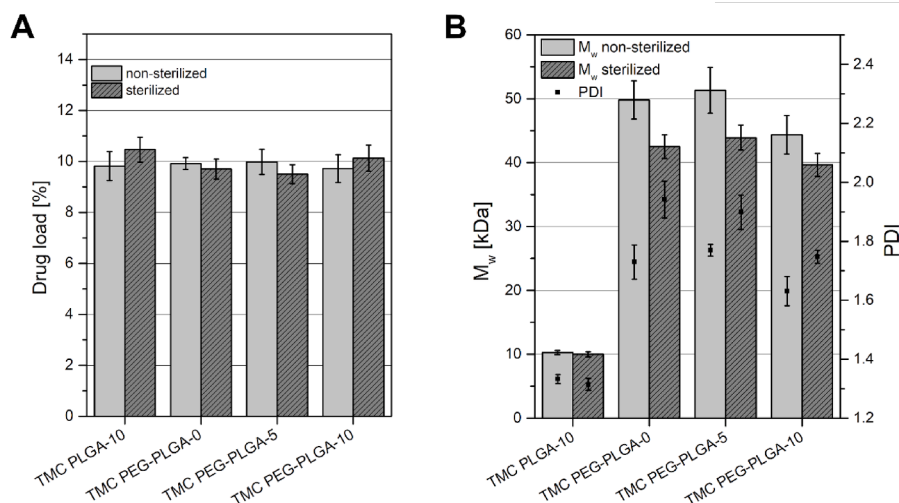 A
Drug load [%]
14
12
10
8
6
4
2
0
non-sterilized
sterilized
TMC PLGA-10
TMC PEG-PLGA-0
TMC PEG-PLGA-5
TMC PEG-PLGA-10
B
M_w [kDa]
60
50
40
30
20
10
0
M_w non-sterilized
M_w sterilized
PDI
2.4
2.2
2.0
1.8
1.6
1.4
1.2
PDI
TMC PLGA-10
TMC PEG-PLGA-0
TMC PEG-PLGA-5
TMC PEG-PLGA-10